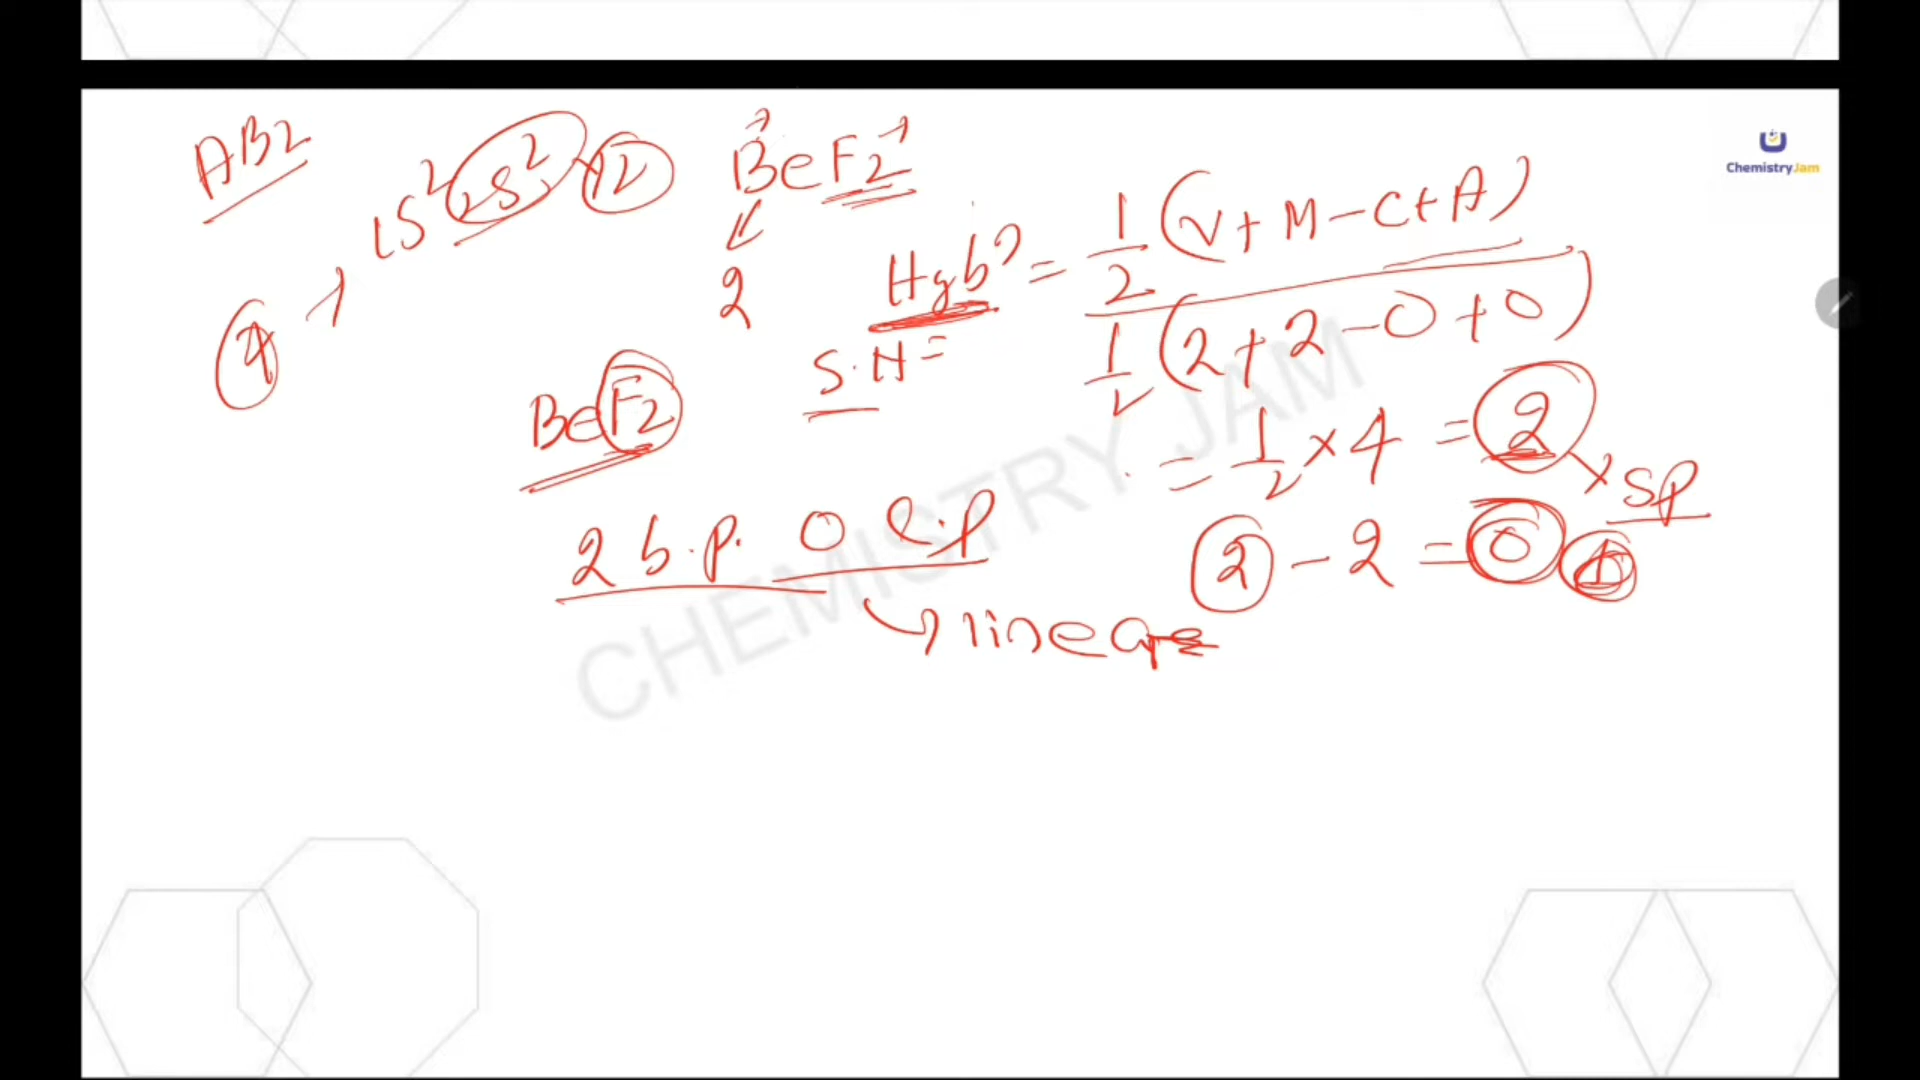 AB2
1S² 2S²
BeF2
2
4
Hyb? = 1/2 (V + M - C + A)
S.H = 1/2 (2 + 2 - 0 + 0)
BeF2
= 1/2 × 4 = 2
SP
2 b.p. 0 l.p
2 - 2 = 0
linear
CHEMISTRY JAM
ChemistryJam